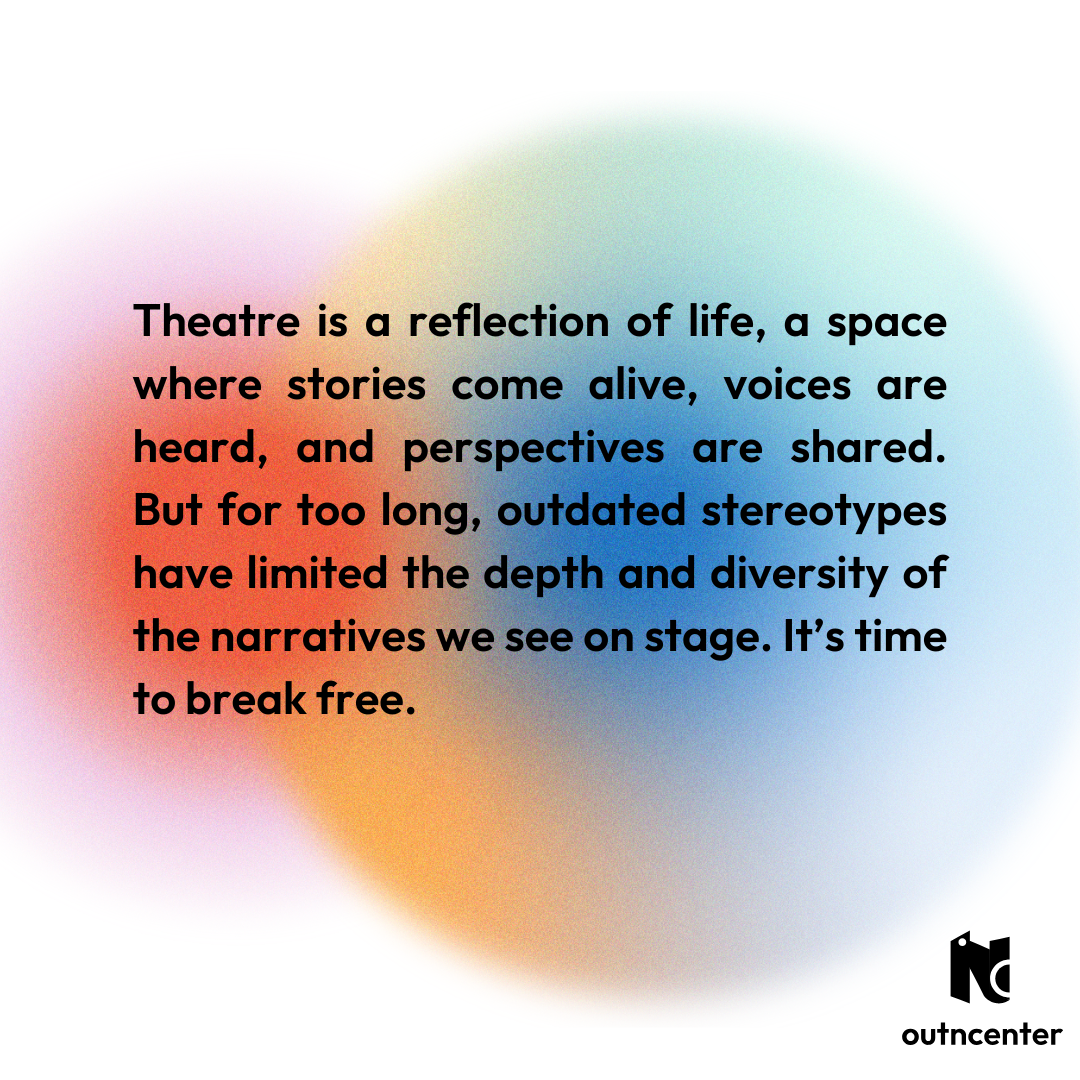 Theatre is a reflection of life, a space
where stories come alive, voices are
heard, and perspectives are shared.
But for too long, outdated stereotypes
have limited the depth and diversity of
the narratives we see on stage. It’s time
to break free.
outncenter